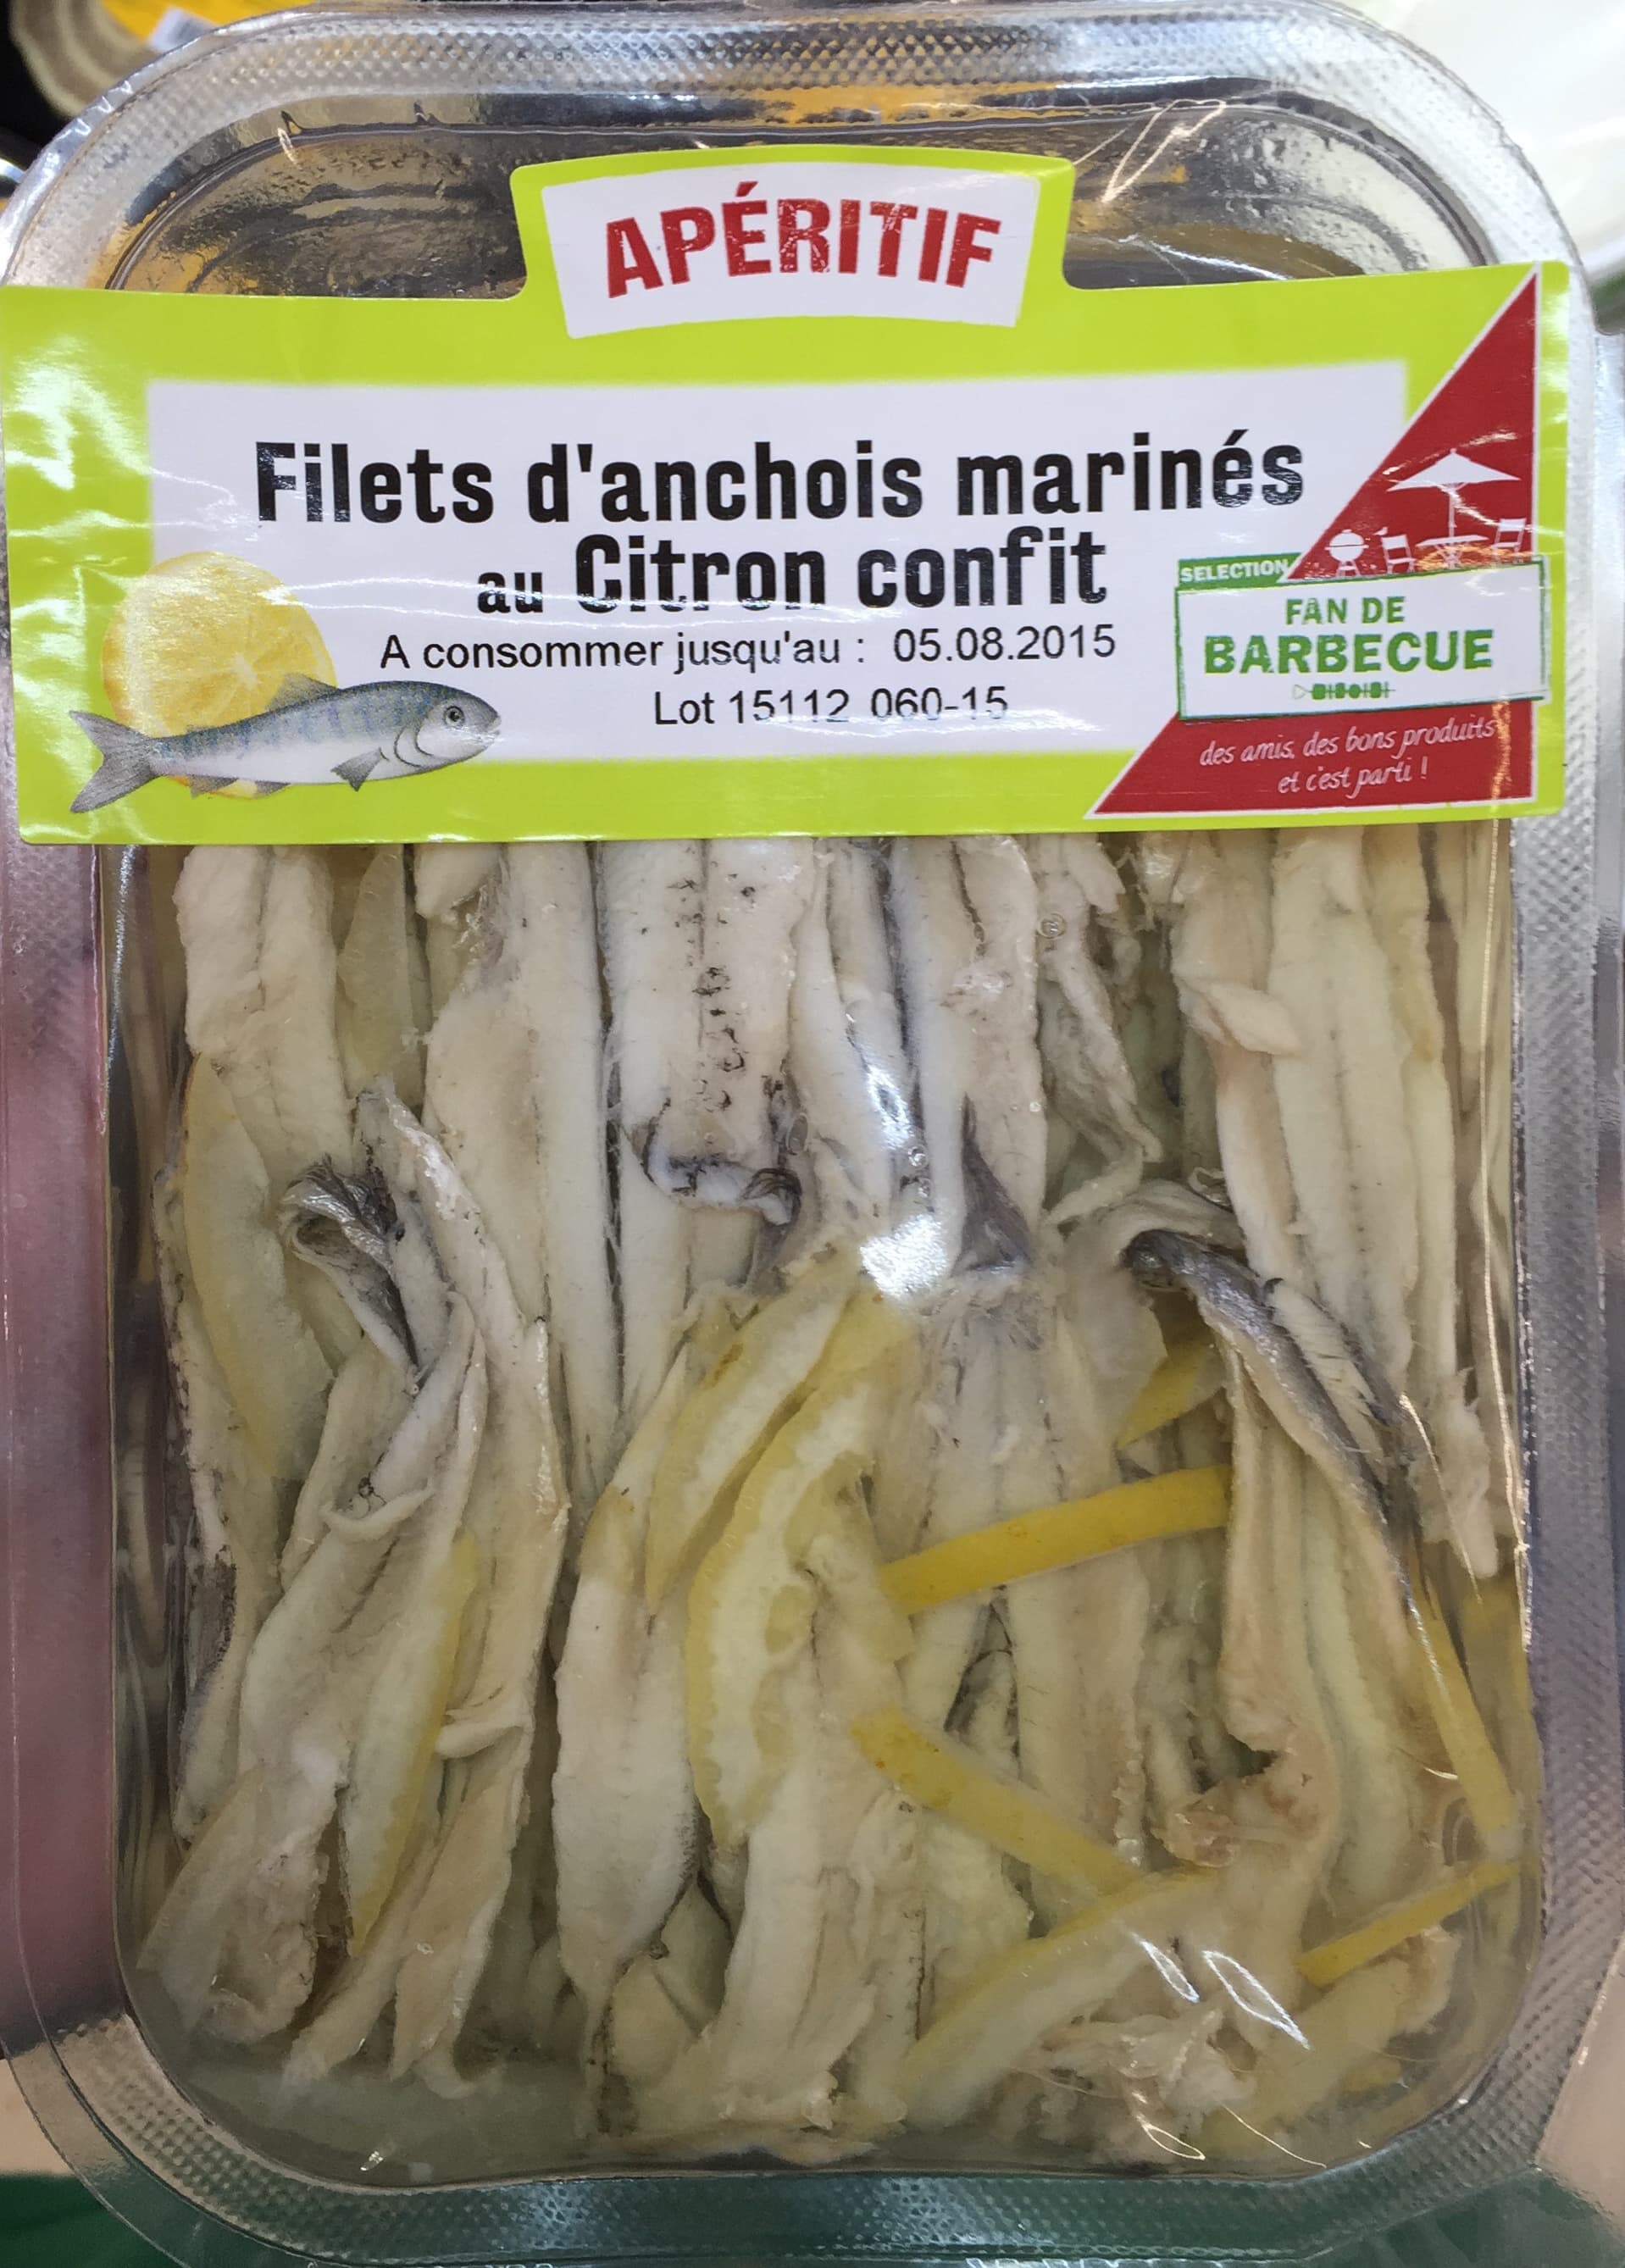 APÉRITIF
Filets d'anchois marinés
au Citron confit
A consommer jusqu'au : 05.08.2015
Lot 15112 060-15
SELECTION
FAN DE
BARBECUE
des amis, des bons produits
et c'est parti !